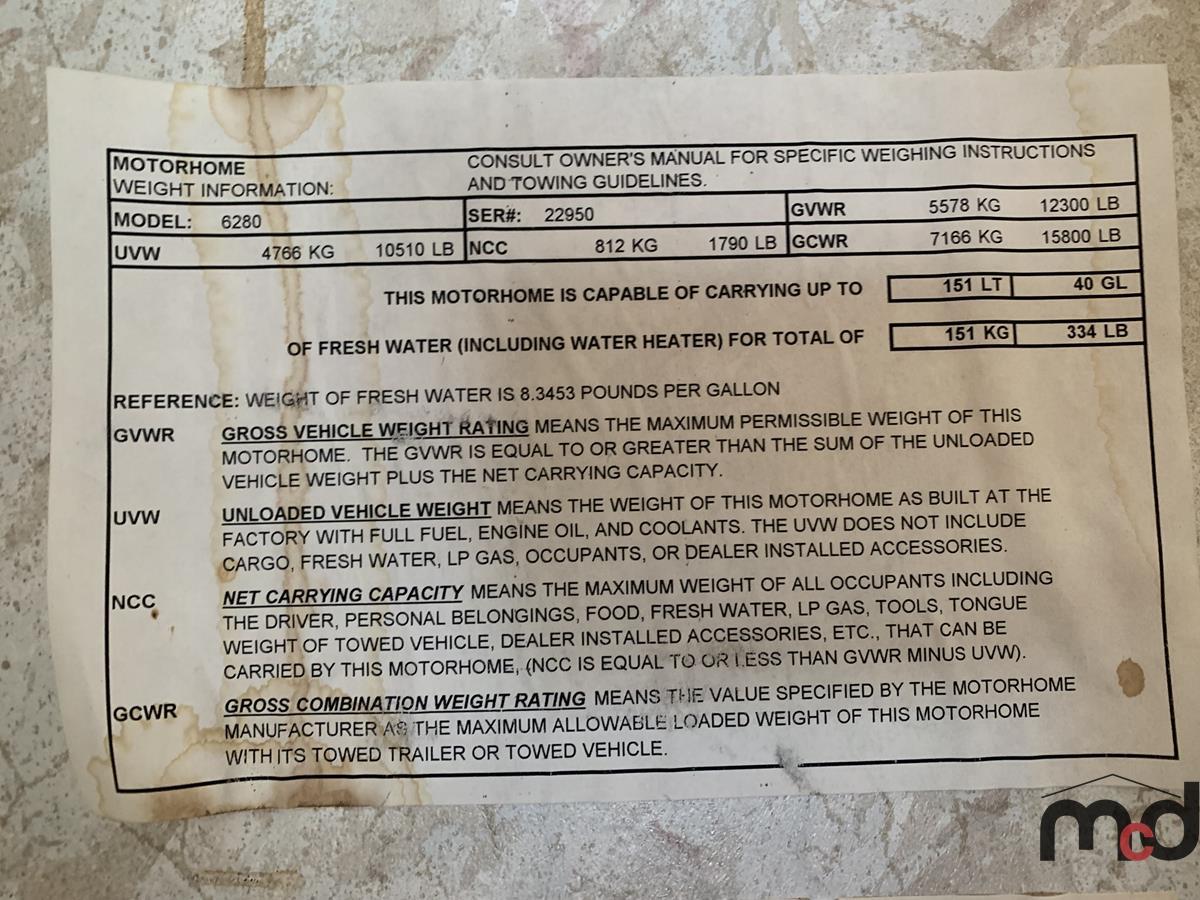 MOTORHOME
WEIGHT INFORMATION:
CONSULT OWNER'S MANUAL FOR SPECIFIC WEIGHING INSTRUCTIONS
AND TOWING GUIDELINES.
MODEL: 6280 SER#: 22950 GVWR 5578 KG 12300 LB
UVW 4766 KG 10510 LB NCC 812 KG 1790 LB GCWR 7166 KG 15800 LB
THIS MOTORHOME IS CAPABLE OF CARRYING UP TO 151 LT 40 GL
OF FRESH WATER (INCLUDING WATER HEATER) FOR TOTAL OF 151 KG 334 LB
REFERENCE: WEIGHT OF FRESH WATER IS 8.3453 POUNDS PER GALLON
GVWR GROSS VEHICLE WEIGHT RATING MEANS THE MAXIMUM PERMISSIBLE WEIGHT OF THIS
MOTORHOME. THE GVWR IS EQUAL TO OR GREATER THAN THE SUM OF THE UNLOADED
VEHICLE WEIGHT PLUS THE NET CARRYING CAPACITY.
UVW UNLOADED VEHICLE WEIGHT MEANS THE WEIGHT OF THIS MOTORHOME AS BUILT AT THE
FACTORY WITH FULL FUEL, ENGINE OIL, AND COOLANTS. THE UVW DOES NOT INCLUDE
CARGO, FRESH WATER, LP GAS, OCCUPANTS, OR DEALER INSTALLED ACCESSORIES.
NCC NET CARRYING CAPACITY MEANS THE MAXIMUM WEIGHT OF ALL OCCUPANTS INCLUDING
THE DRIVER, PERSONAL BELONGINGS, FOOD, FRESH WATER, LP GAS, TOOLS, TONGUE
WEIGHT OF TOWED VEHICLE, DEALER INSTALLED ACCESSORIES, ETC., THAT CAN BE
CARRIED BY THIS MOTORHOME, (NCC IS EQUAL TO OR LESS THAN GVWR MINUS UVW).
GCWR GROSS COMBINATION WEIGHT RATING MEANS THE VALUE SPECIFIED BY THE MOTORHOME
MANUFACTURER AS THE MAXIMUM ALLOWABLE LOADED WEIGHT OF THIS MOTORHOME
WITH ITS TOWED TRAILER OR TOWED VEHICLE.
mcd